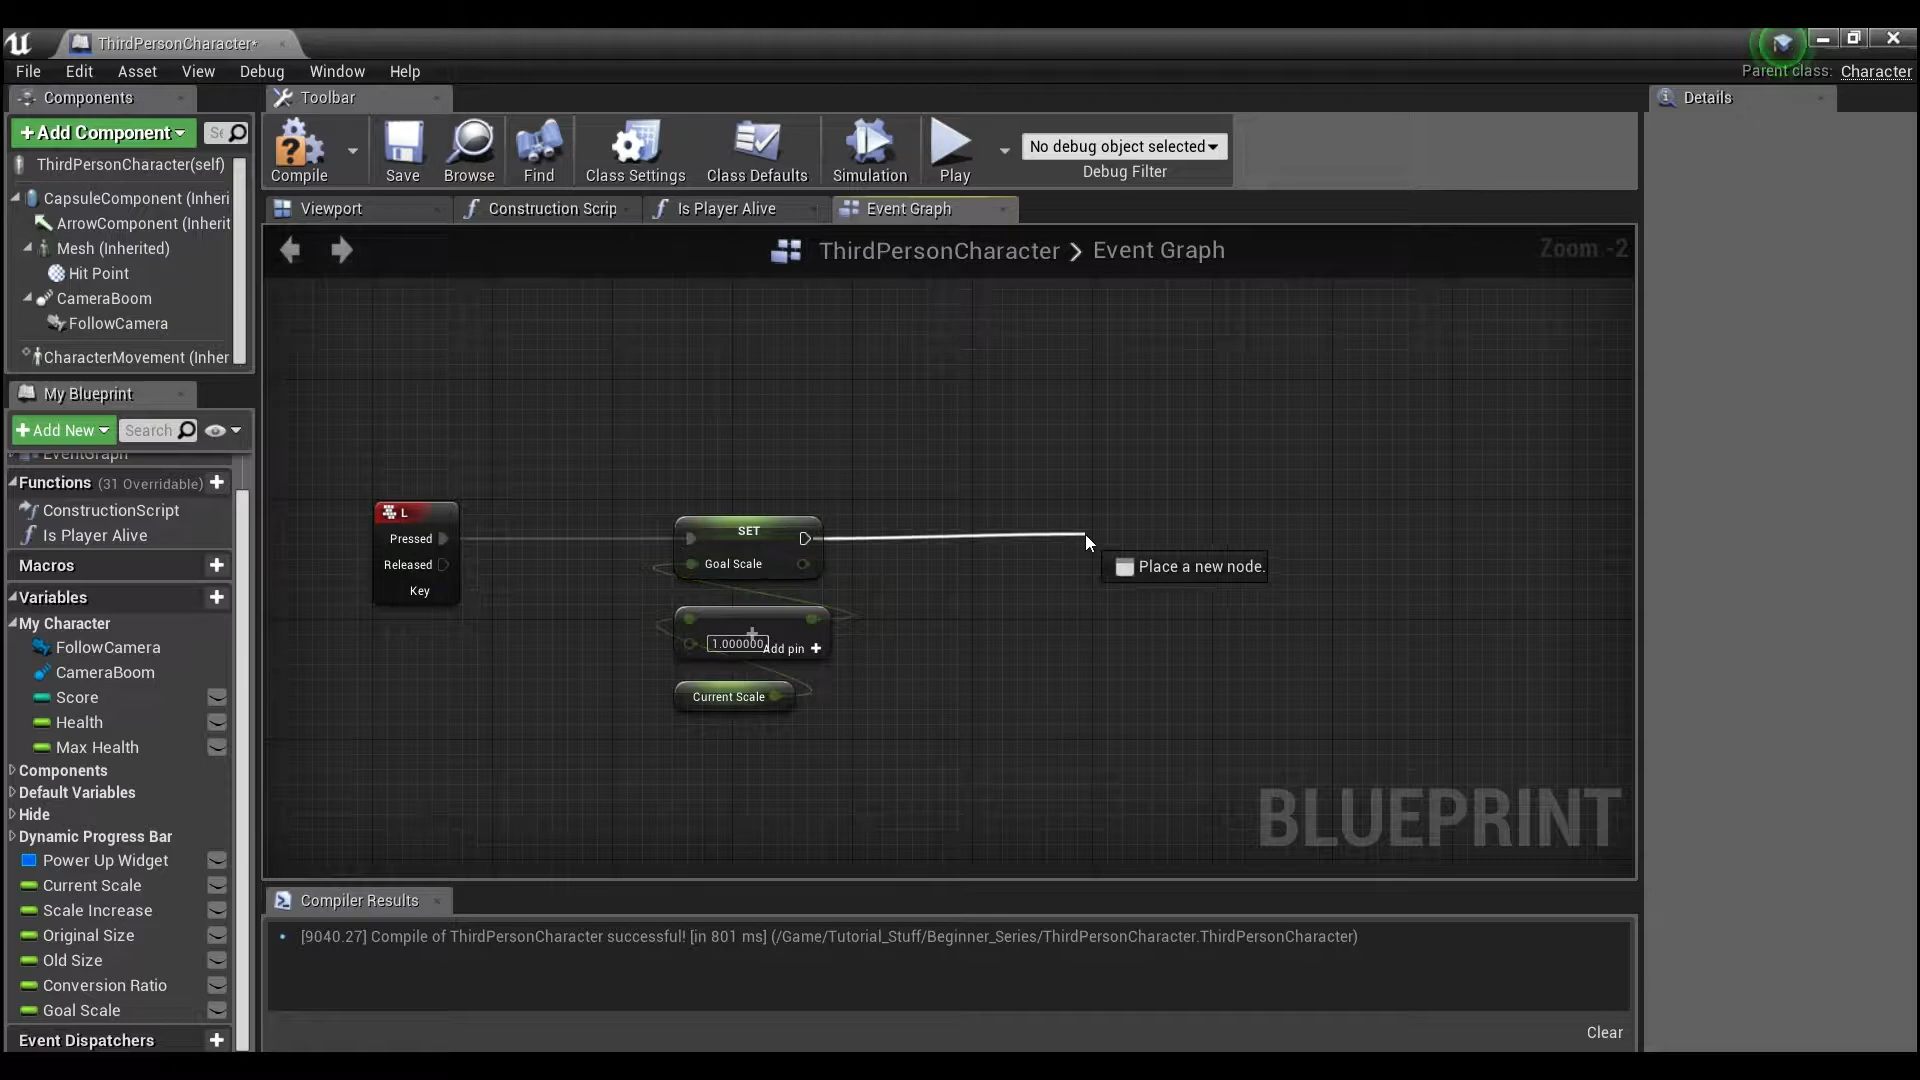 ThirdPersonCharacter*
File Edit Asset View Debug Window Help
Parent class: Character
Components
+Add Component
Se
ThirdPersonCharacter(self)
CapsuleComponent (Inheri
ArrowComponent (Inherit
Mesh (Inherited)
Hit Point
CameraBoom
FollowCamera
CharacterMovement (Inher
My Blueprint
+Add New
Search
EventGraph
Functions (31 Overridable)
ConstructionScript
Is Player Alive
Macros
Variables
My Character
FollowCamera
CameraBoom
Score
Health
Max Health
Components
Default Variables
Hide
Dynamic Progress Bar
Power Up Widget
Current Scale
Scale Increase
Original Size
Old Size
Conversion Ratio
Goal Scale
Event Dispatchers
Toolbar
Compile
Save
Browse
Find
Class Settings
Class Defaults
Simulation
Play
No debug object selected
Debug Filter
Viewport
Construction Scrip
Is Player Alive
Event Graph
ThirdPersonCharacter > Event Graph
Zoom -2
L
Pressed
Released
Key
SET
Goal Scale
1.000000
Add pin +
Current Scale
Place a new node.
BLUEPRINT
Compiler Results
[9040.27] Compile of ThirdPersonCharacter successful! [in 801 ms] (/Game/Tutorial_Stuff/Beginner_Series/ThirdPersonCharacter.ThirdPersonCharacter)
Clear
Details